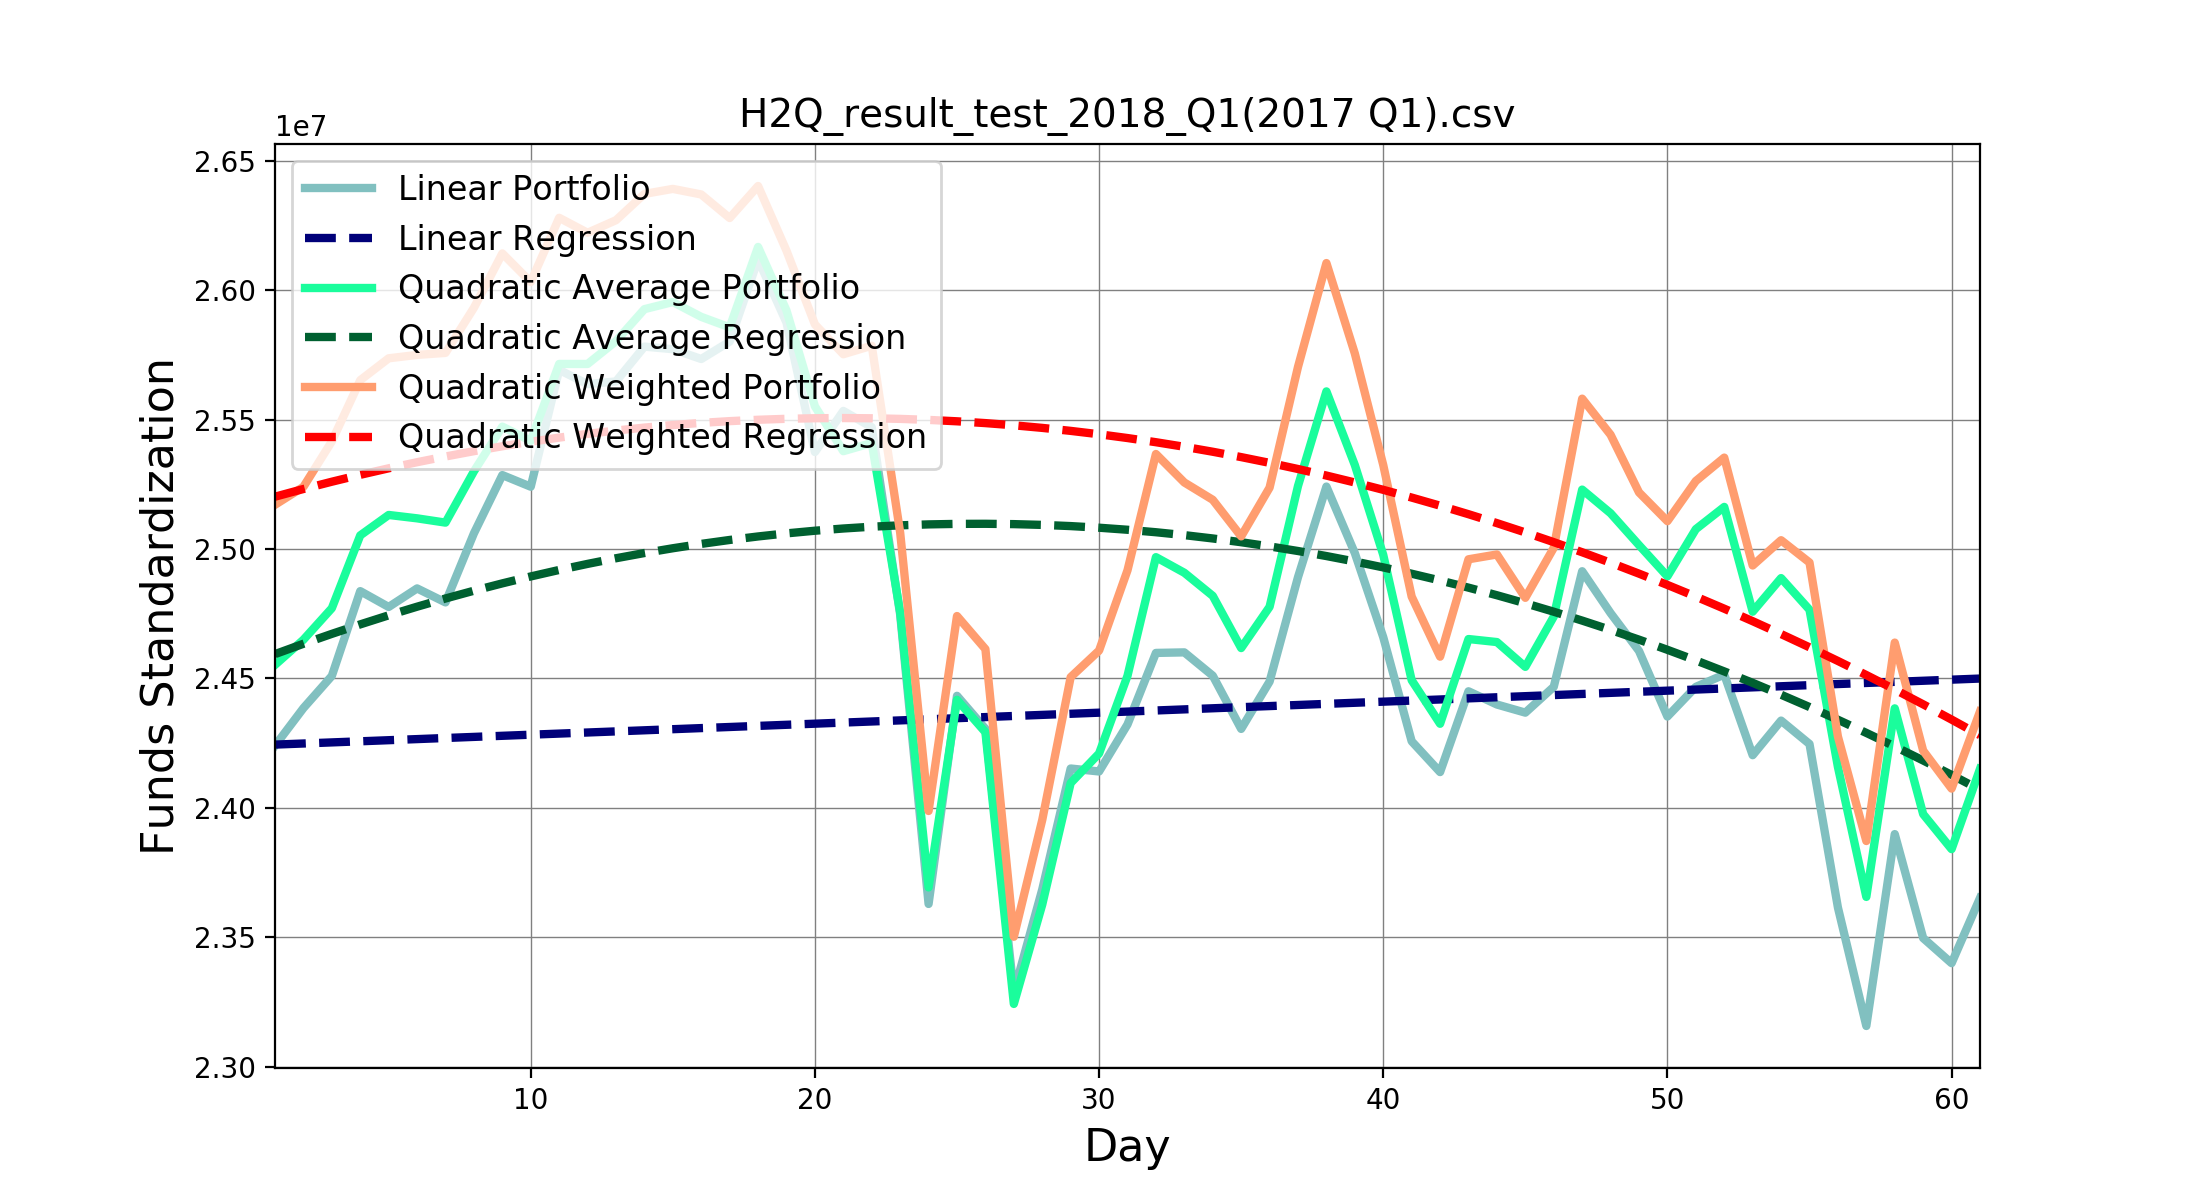 H2Q_result_test_2018_Q1(2017 Q1).csv
1e7
2.65
2.60
2.55
2.50
2.45
2.40
2.35
2.30
Funds Standardization
Linear Portfolio
Linear Regression
Quadratic Average Portfolio
Quadratic Average Regression
Quadratic Weighted Portfolio
Quadratic Weighted Regression
10 20 30 40 50 60
Day